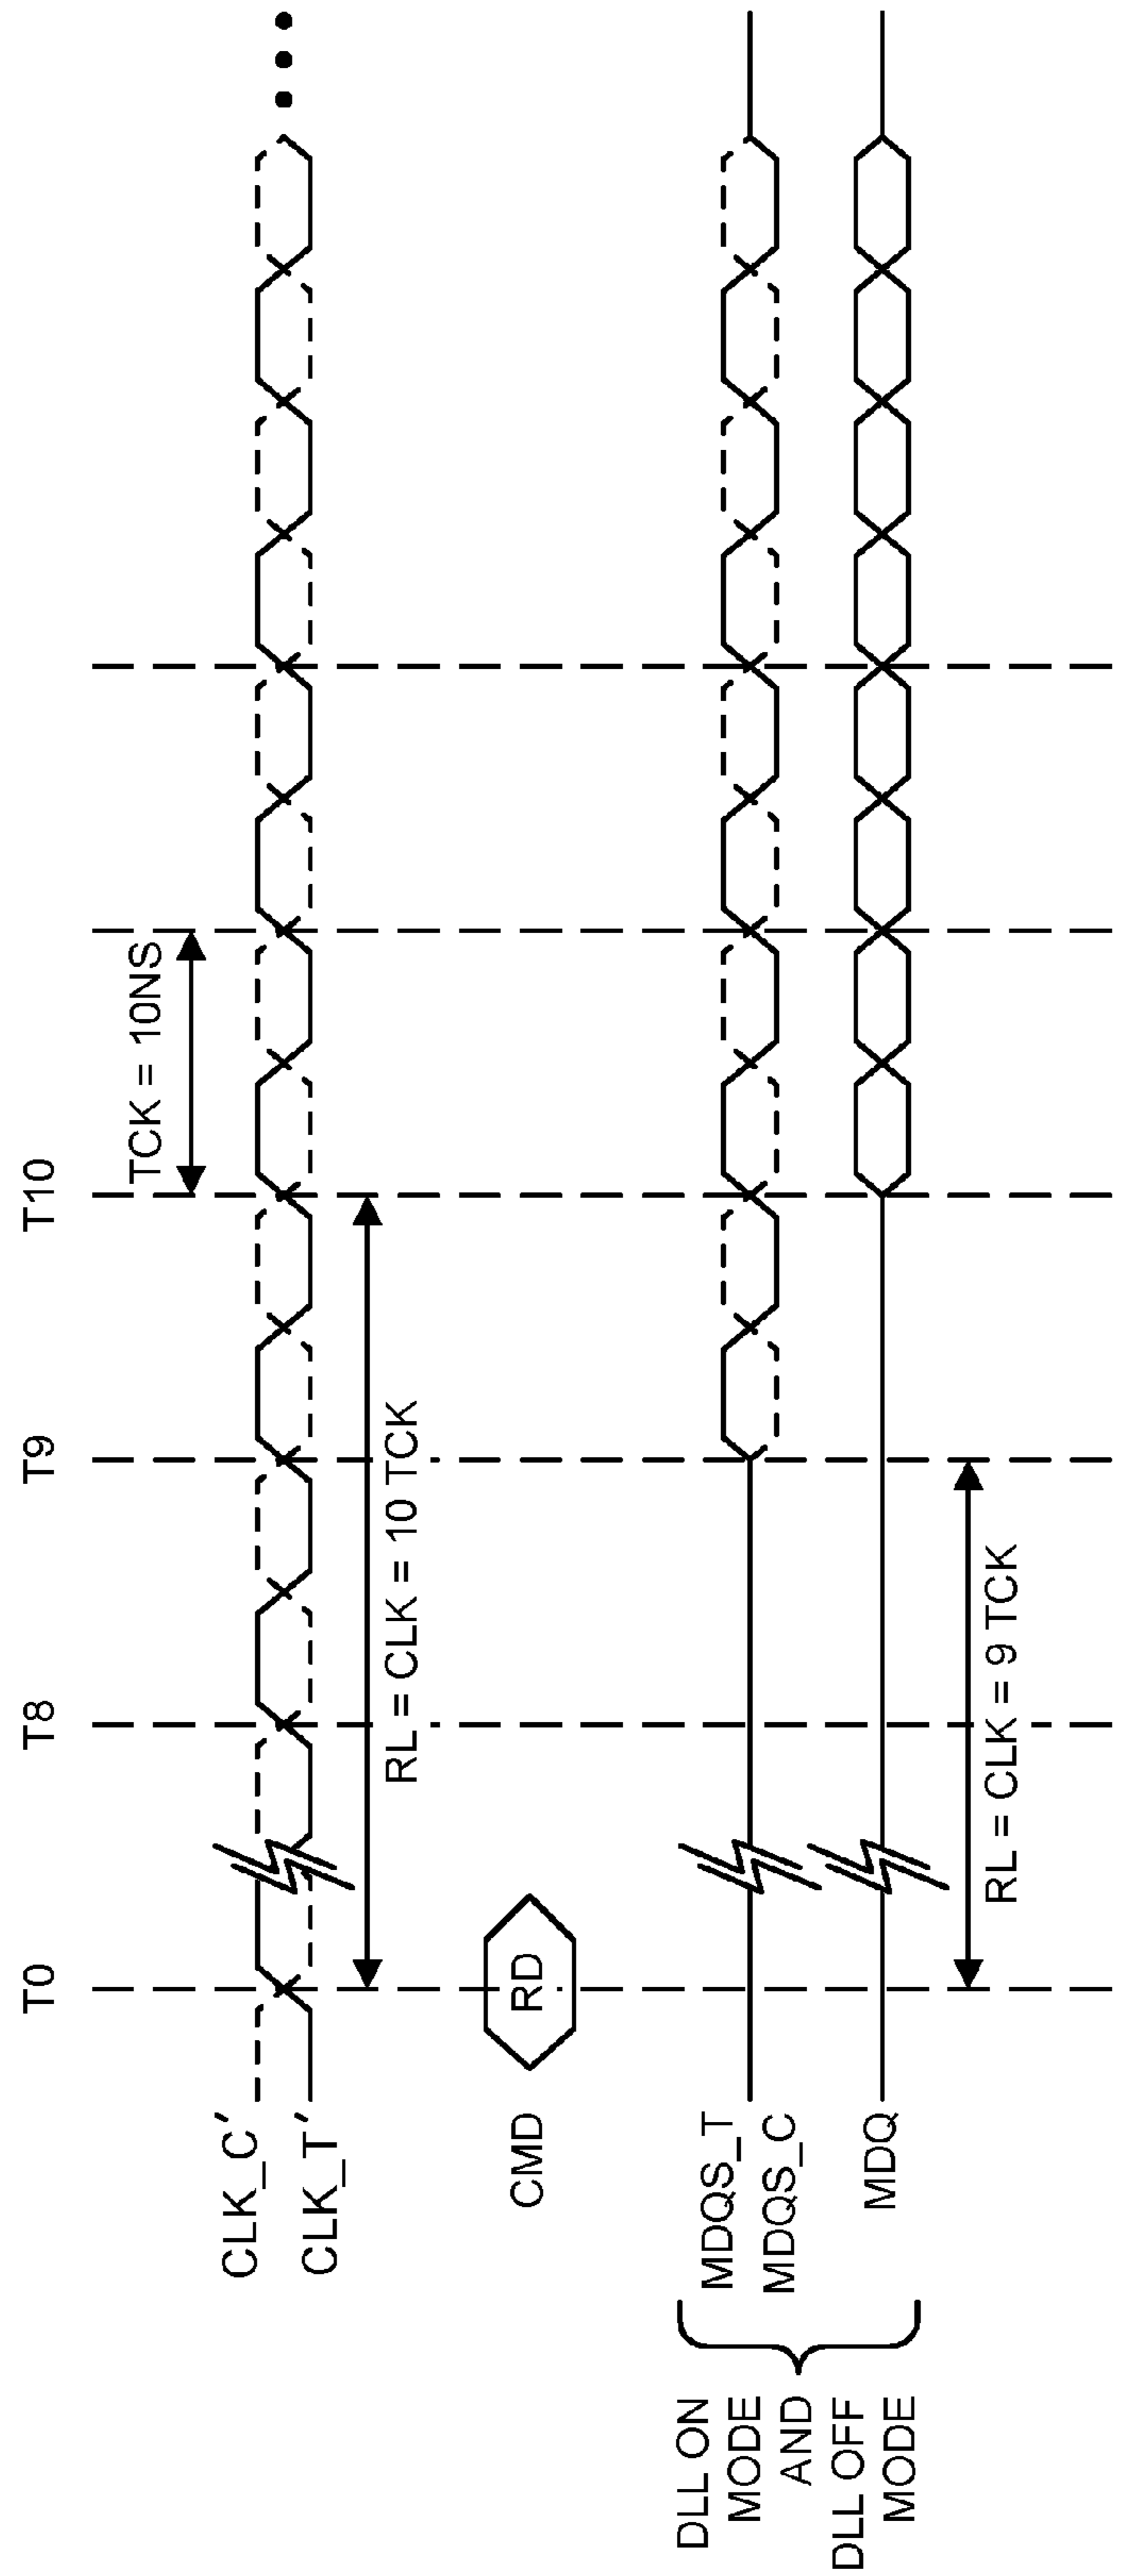 T0
T8
T9
T10
TCK = 10NS
CLK_C'
CLK_T'
RL = CLK = 10 TCK
CMD
RD
DLL ON
MODE
AND
DLL OFF
MODE
MDQS_T
MDQS_C
MDQ
RL = CLK = 9 TCK